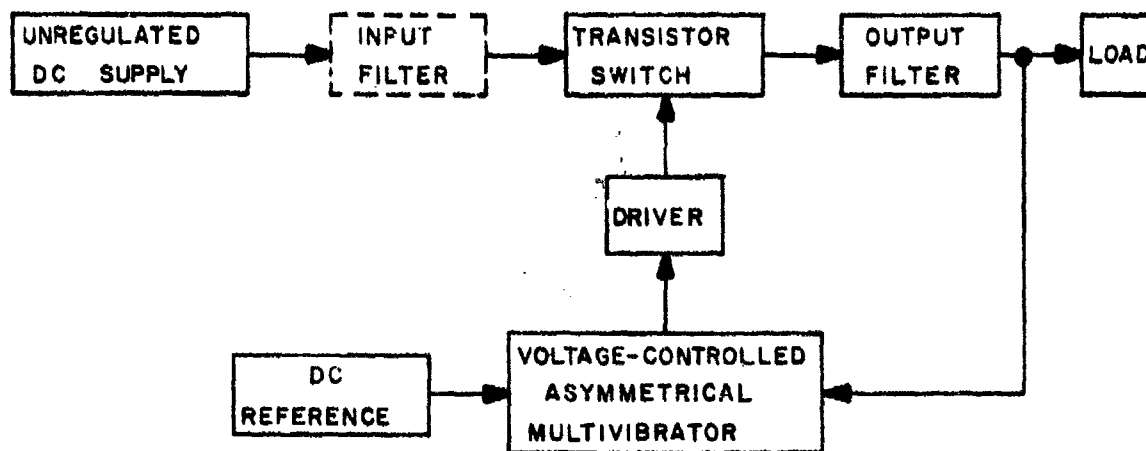 UNREGULATED
DC SUPPLY
INPUT
FILTER
TRANSISTOR
SWITCH
OUTPUT
FILTER
LOAD
DRIVER
DC
REFERENCE
VOLTAGE-CONTROLLED
ASYMMETRICAL
MULTIVIBRATOR